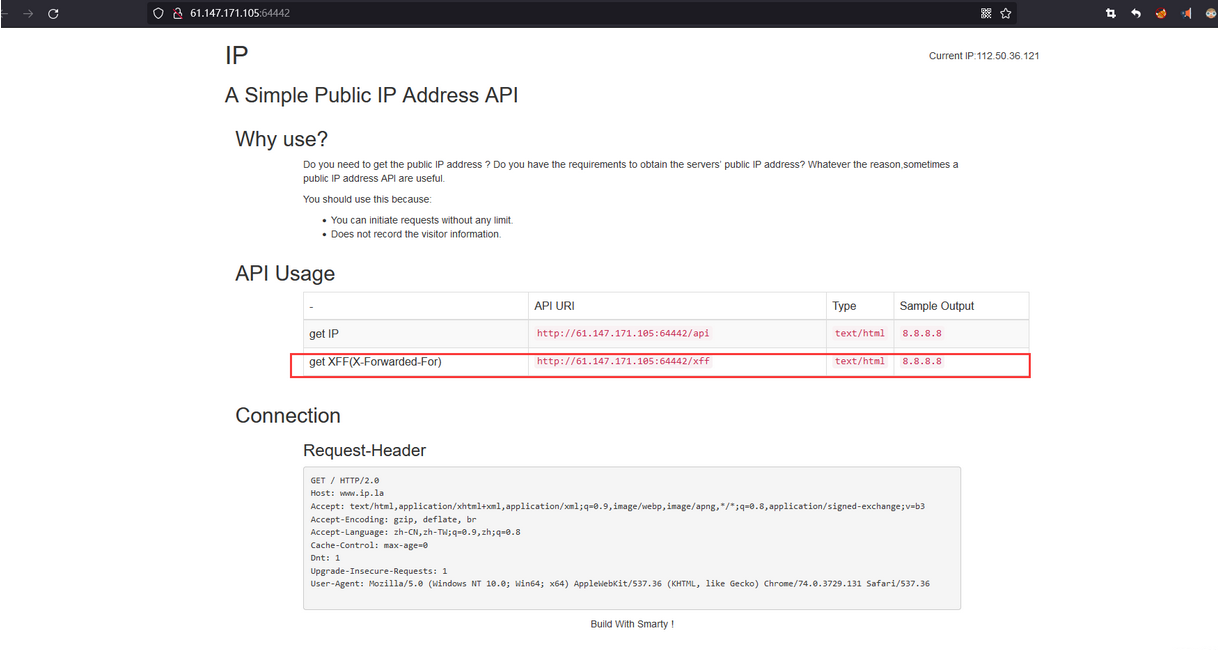 61.147.171.105:64442
IP
Current IP:112.50.36.121
A Simple Public IP Address API
Why use?
Do you need to get the public IP address ? Do you have the requirements to obtain the servers' public IP address? Whatever the reason,sometimes a
public IP address API are useful.
You should use this because:
• You can initiate requests without any limit.
• Does not record the visitor information.
API Usage
- API URI Type Sample Output
get IP http://61.147.171.105:64442/api text/html 8.8.8.8
get XFF(X-Forwarded-For) http://61.147.171.105:64442/xff text/html 8.8.8.8
Connection
Request-Header
GET / HTTP/2.0
Host: www.ip.la
Accept: text/html,application/xhtml+xml,application/xml;q=0.9,image/webp,image/apng,*/*;q=0.8,application/signed-exchange;v=b3
Accept-Encoding: gzip, deflate, br
Accept-Language: zh-CN,zh-TW;q=0.9,zh;q=0.8
Cache-Control: max-age=0
Dnt: 1
Upgrade-Insecure-Requests: 1
User-Agent: Mozilla/5.0 (Windows NT 10.0; Win64; x64) AppleWebKit/537.36 (KHTML, like Gecko) Chrome/74.0.3729.131 Safari/537.36
Build With Smarty !